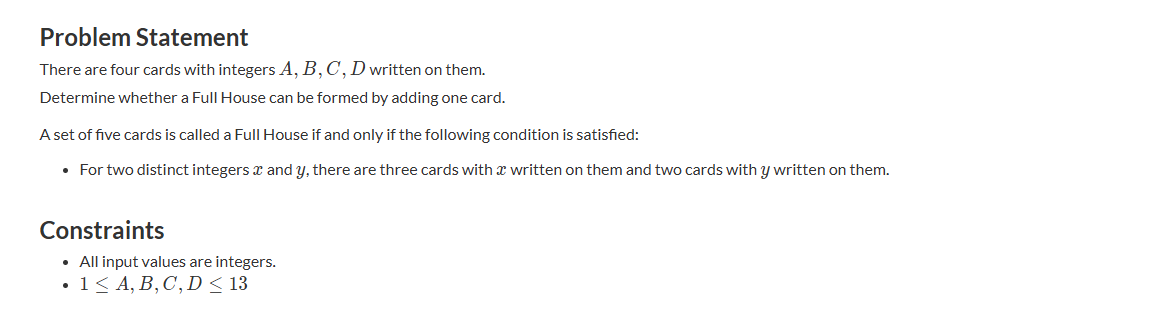 Problem Statement
There are four cards with integers A, B, C, D written on them.
Determine whether a Full House can be formed by adding one card.
A set of five cards is called a Full House if and only if the following condition is satisfied:
• For two distinct integers x and y, there are three cards with x written on them and two cards with y written on them.
Constraints
• All input values are integers.
• 1 ≤ A, B, C, D ≤ 13